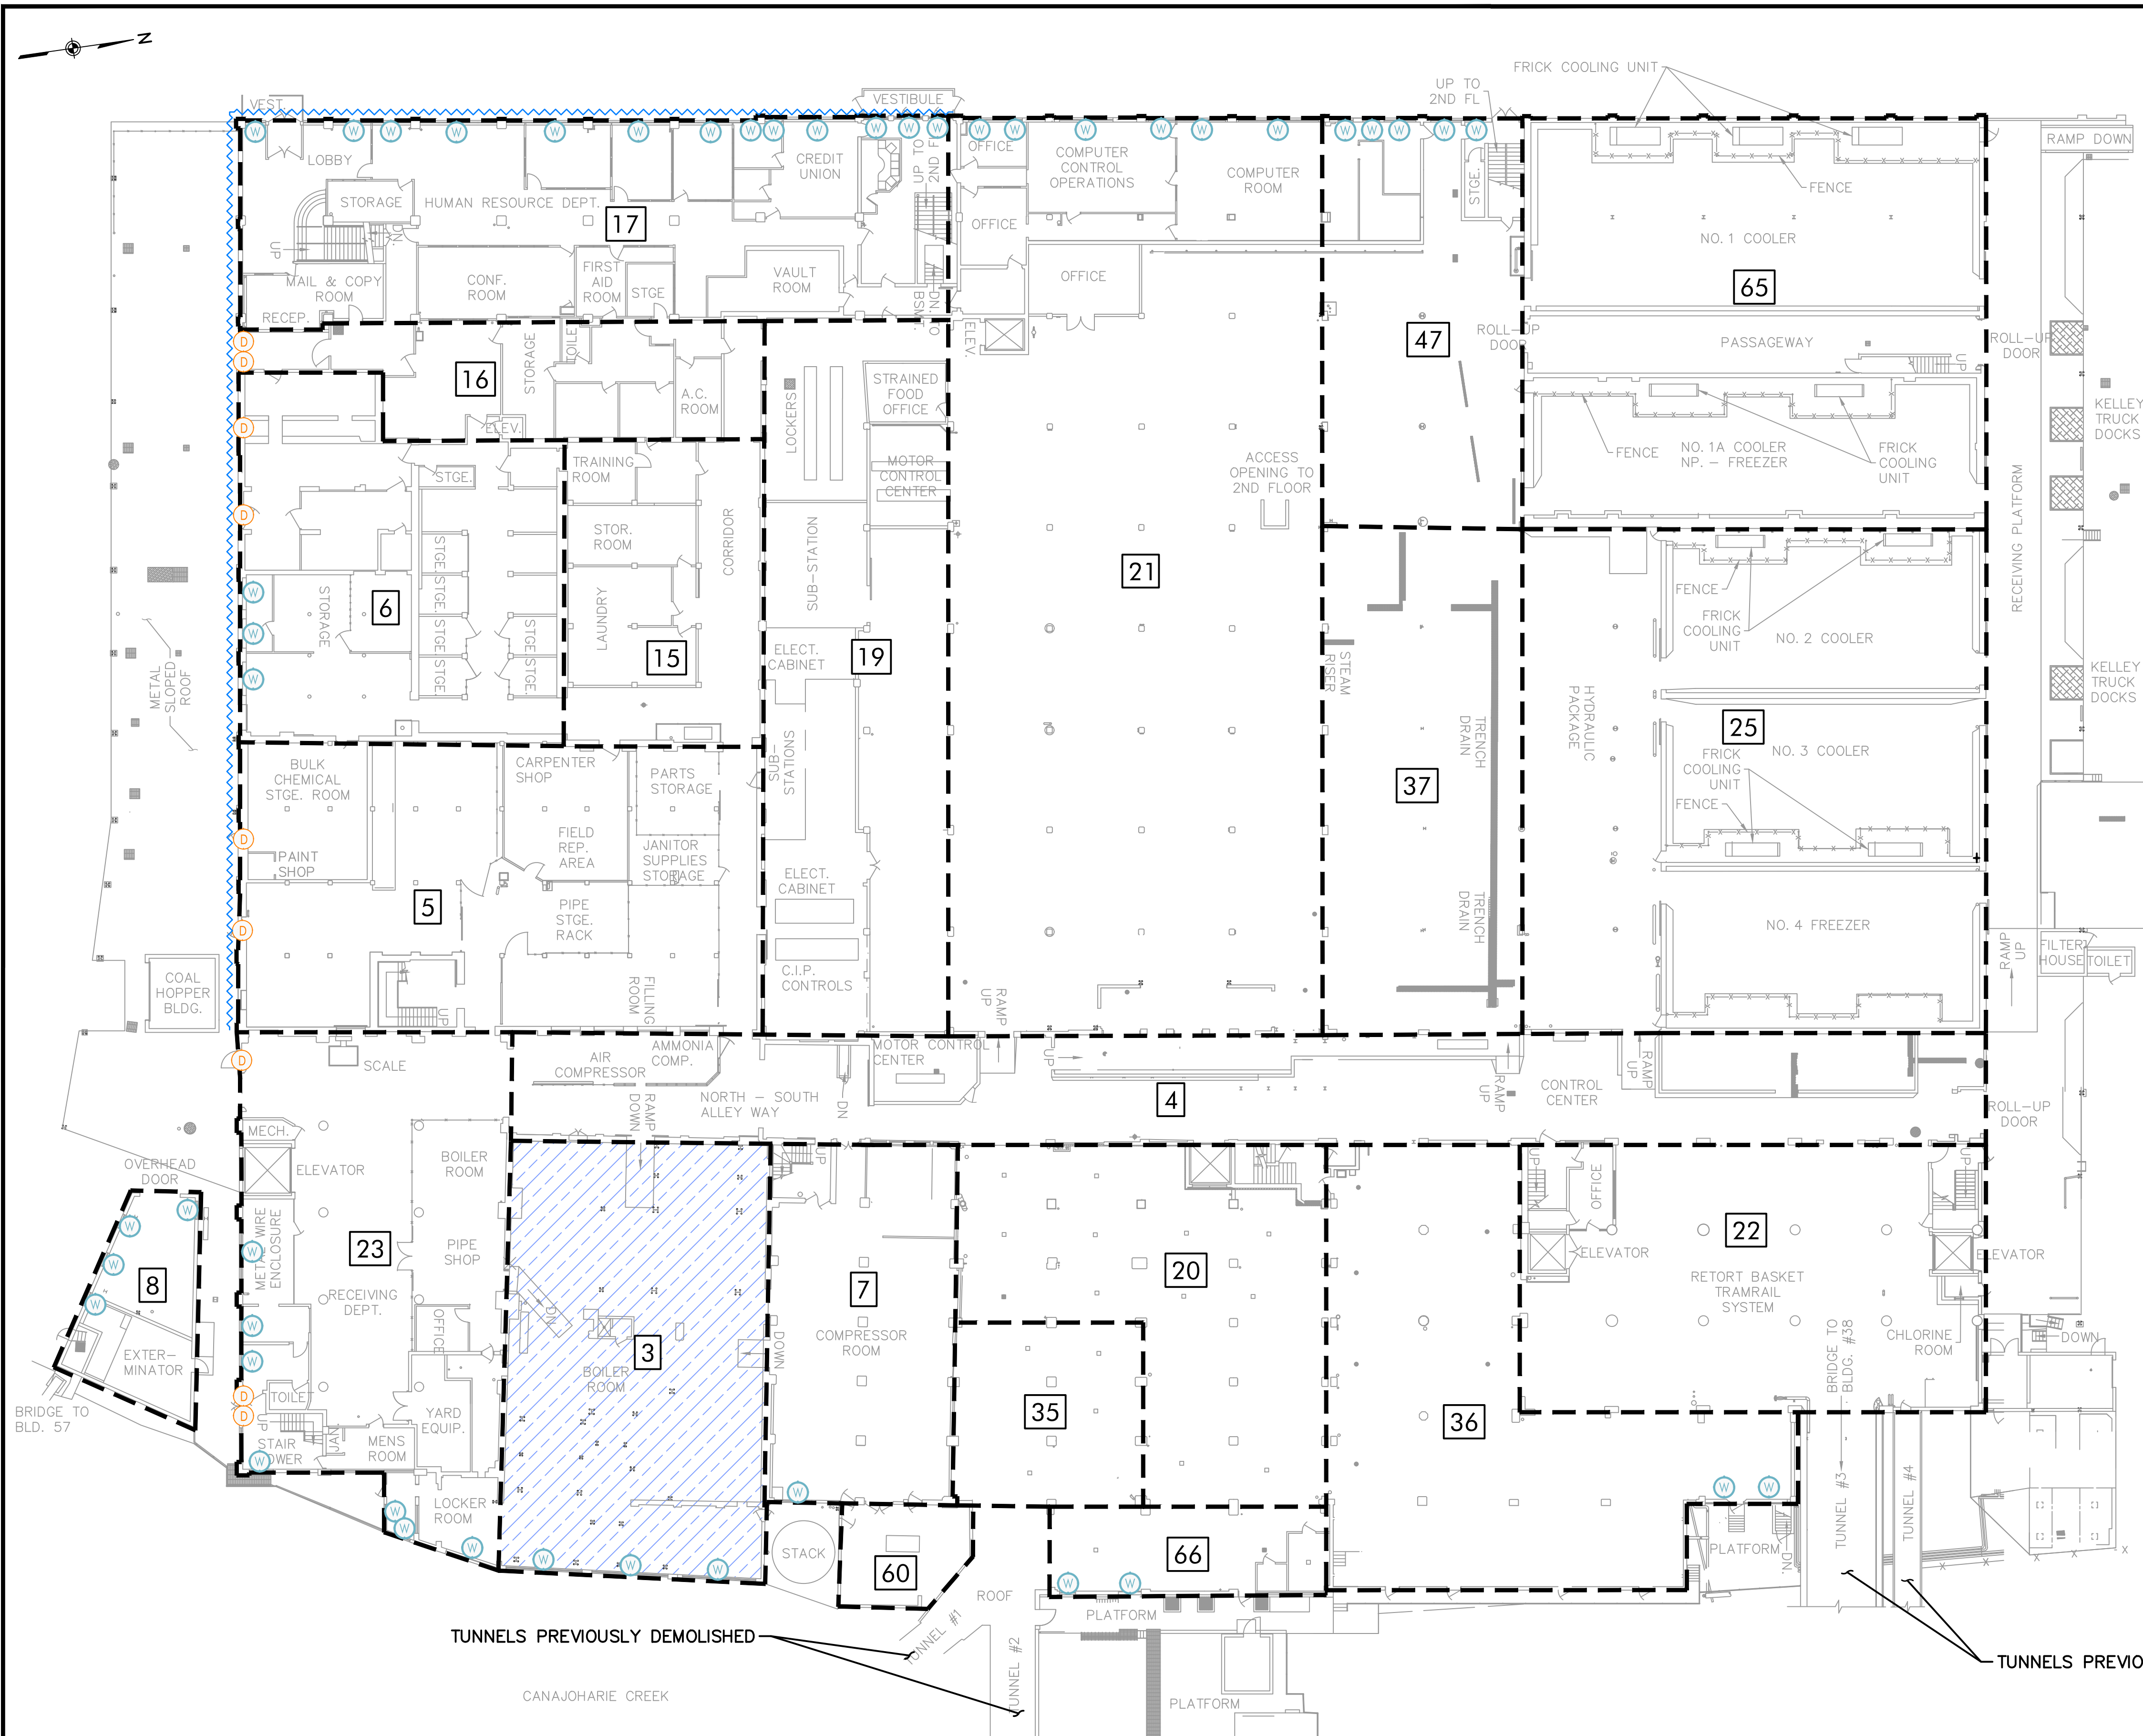 N
FRICK COOLING UNIT
UP TO
2ND FL
VEST.
VESTIBULE
W W W W W W W W W W W W W W W W W W W W W W W W
RAMP DOWN
LOBBY
STORAGE
HUMAN RESOURCE DEPT.
17
CREDIT
UNION
UP TO
2ND F
OFFICE
COMPUTER
CONTROL
OPERATIONS
COMPUTER
ROOM
STGE.
FENCE
UP
DN.
OFFICE
NO. 1 COOLER
MAIL & COPY
ROOM
RECEP.
CONF.
ROOM
FIRST
AID
ROOM
STGE
VAULT
ROOM
DN. TO
BSMT.
OFFICE
65
D
D
16
STORAGE
TOILE
ELEV.
47
ROLL-UP
DOOR
PASSAGEWAY
UP
ROLL-UP
DOOR
A.C.
ROOM
ELEV.
LOCKERS
STRAINED
FOOD
OFFICE
D
KELLEY
TRUCK
DOCKS
FENCE
NO. 1A COOLER
NP. - FREEZER
FRICK
COOLING
UNIT
TRAINING
ROOM
STGE.
MOTOR
CONTROL
CENTER
ACCESS
OPENING TO
2ND FLOOR
D
STOR.
ROOM
CORRIDOR
SUB-STATION
RECEIVING PLATFORM
STGE.
STGE.
STGE.
STGE.
STGE.
STGE.
W
W
W
STORAGE
6
LAUNDRY
15
21
FENCE
FRICK
COOLING
UNIT
NO. 2 COOLER
METAL
SLOPED
ROOF
ELECT.
CABINET
19
STEAM
RISER
KELLEY
TRUCK
DOCKS
HYDRAULIC
PACKAGE
TRENCH
DRAIN
25
NO. 3 COOLER
FRICK
COOLING
UNIT
FENCE
BULK
CHEMICAL
STGE. ROOM
CARPENTER
SHOP
PARTS
STORAGE
SUB-
STATIONS
37
D
PAINT
SHOP
FIELD
REP.
AREA
JANITOR
SUPPLIES
STORAGE
ELECT.
CABINET
5
PIPE
STGE.
RACK
TRENCH
DRAIN
NO. 4 FREEZER
D
RAMP
UP
FILTER
HOUSE
TOILET
COAL
HOPPER
BLDG.
UP
FILLING
ROOM
C.I.P.
CONTROLS
RAMP
UP
D
SCALE
AIR
COMPRESSOR
AMMONIA
COMP.
MOTOR CONTROL
CENTER
UP
NORTH - SOUTH
ALLEY WAY
RAMP
DOWN
DN
4
RAMP
UP
CONTROL
CENTER
RAMP
UP
ROLL-UP
DOOR
MECH.
ELEVATOR
BOILER
ROOM
UP
UP
OFFICE
UP
OVERHEAD
DOOR
W
W
W
W
8
METAL WIRE
ENCLOSURE
W
23
PIPE
SHOP
ELEVATOR
22
ELEVATOR
RECEIVING
DEPT.
DN
7
20
RETORT BASKET
TRAMRAIL
SYSTEM
W
OFFICE
3
BOILER
ROOM
COMPRESSOR
ROOM
DOWN
BRIDGE TO
BLDG. #38
CHLORINE
ROOM
DOWN
EXTER-
MINATOR
W
D
D
TOILET
UP
JAN.
STAIR
TOWER
MENS
ROOM
YARD
EQUIP.
35
36
BRIDGE TO
BLD. 57
W
W
W
LOCKER
ROOM
W
W
W
W
W
W
W
TUNNEL #3
TUNNEL #4
STACK
60
66
W
W
PLATFORM
DN
ROOF
PLATFORM
TUNNELS PREVIOUSLY DEMOLISHED
TUNNEL #1
TUNNEL #2
TUNNELS PREVIO
CANAJOHARIE CREEK
PLATFORM